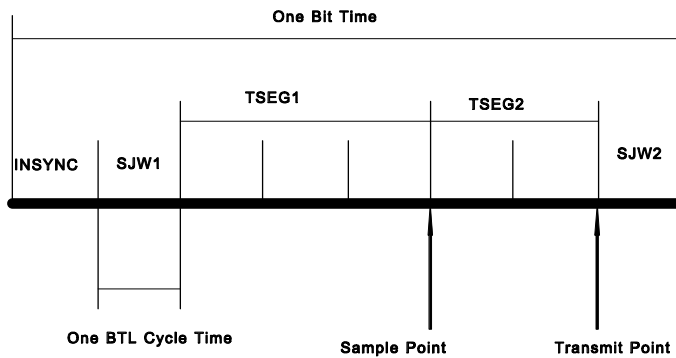 One Bit Time
TSEG1
TSEG2
INSYNC
SJW1
SJW2
One BTL Cycle Time
Sample Point
Transmit Point